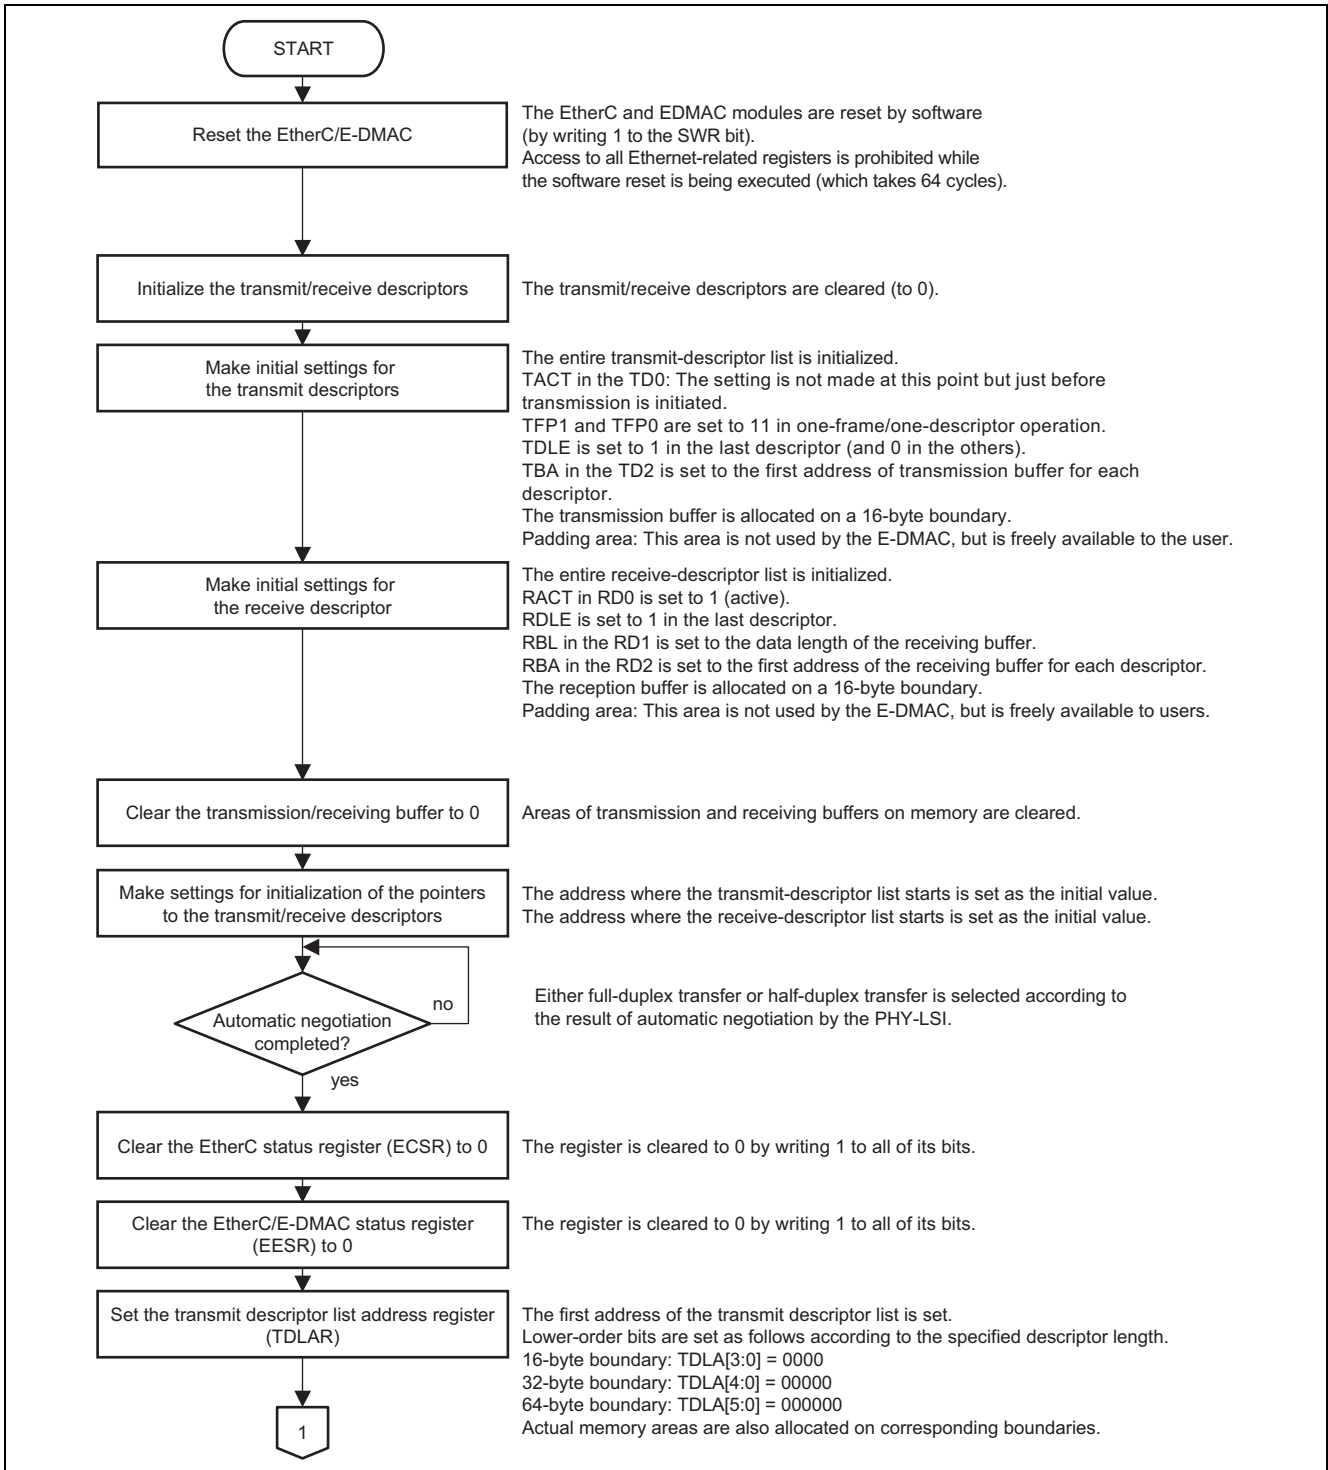 START
Reset the EtherC/E-DMAC
The EtherC and EDMAC modules are reset by software
(by writing 1 to the SWR bit).
Access to all Ethernet-related registers is prohibited while
the software reset is being executed (which takes 64 cycles).
Initialize the transmit/receive descriptors
The transmit/receive descriptors are cleared (to 0).
Make initial settings for
the transmit descriptors
The entire transmit-descriptor list is initialized.
TACT in the TD0: The setting is not made at this point but just before
transmission is initiated.
TFP1 and TFP0 are set to 11 in one-frame/one-descriptor operation.
TDLE is set to 1 in the last descriptor (and 0 in the others).
TBA in the TD2 is set to the first address of transmission buffer for each
descriptor.
The transmission buffer is allocated on a 16-byte boundary.
Padding area: This area is not used by the E-DMAC, but is freely available to the user.
Make initial settings for
the receive descriptor
The entire receive-descriptor list is initialized.
RACT in RD0 is set to 1 (active).
RDLE is set to 1 in the last descriptor.
RBL in the RD1 is set to the data length of the receiving buffer.
RBA in the RD2 is set to the first address of the receiving buffer for each descriptor.
The reception buffer is allocated on a 16-byte boundary.
Padding area: This area is not used by the E-DMAC, but is freely available to users.
Clear the transmission/receiving buffer to 0
Areas of transmission and receiving buffers on memory are cleared.
Make settings for initialization of the pointers
to the transmit/receive descriptors
The address where the transmit-descriptor list starts is set as the initial value.
The address where the receive-descriptor list starts is set as the initial value.
Automatic negotiation
completed?
no
Either full-duplex transfer or half-duplex transfer is selected according to
the result of automatic negotiation by the PHY-LSI.
yes
Clear the EtherC status register (ECSR) to 0
The register is cleared to 0 by writing 1 to all of its bits.
Clear the EtherC/E-DMAC status register
(EESR) to 0
The register is cleared to 0 by writing 1 to all of its bits.
Set the transmit descriptor list address register
(TDLAR)
The first address of the transmit descriptor list is set.
Lower-order bits are set as follows according to the specified descriptor length.
16-byte boundary: TDLA[3:0] = 0000
32-byte boundary: TDLA[4:0] = 00000
64-byte boundary: TDLA[5:0] = 000000
Actual memory areas are also allocated on corresponding boundaries.
1